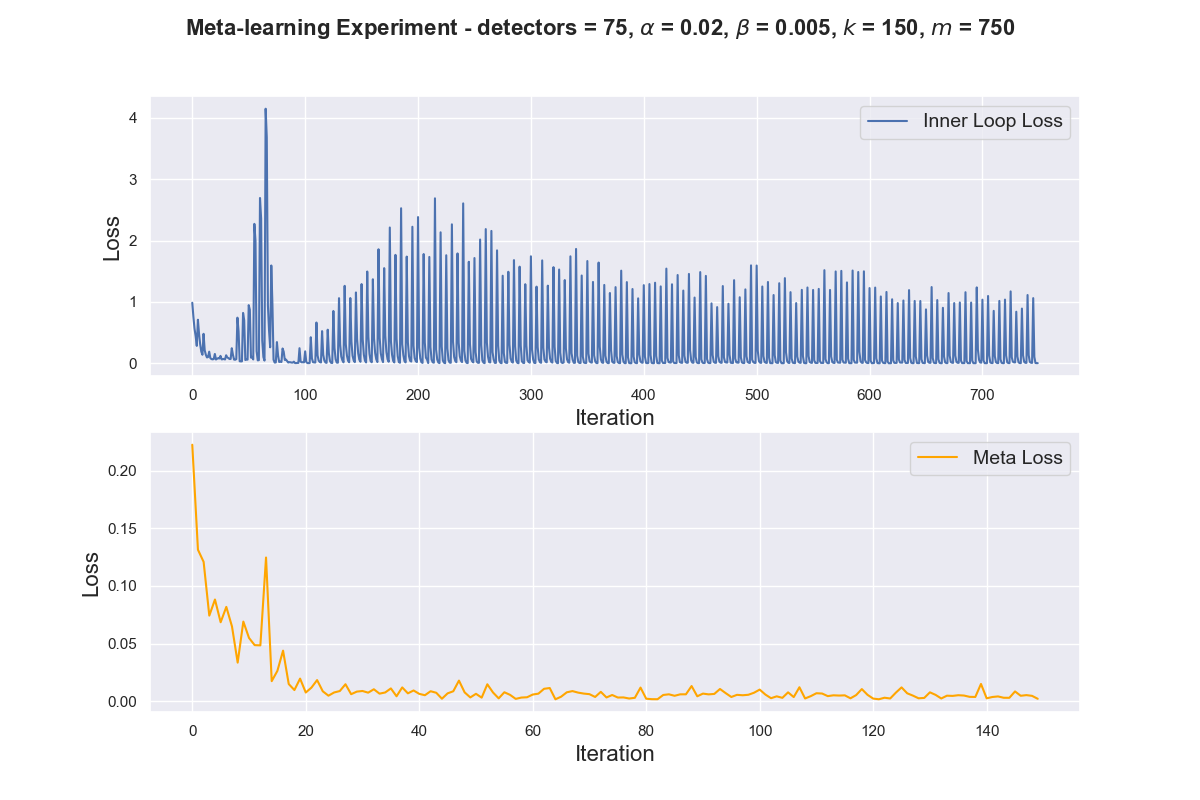 Meta-learning Experiment - detectors = 75, α = 0.02, β = 0.005, k = 150, m = 750
Inner Loop Loss
Loss
4
3
2
1
0
0 100 200 300 400 500 600 700
Iteration
Meta Loss
Loss
0.20
0.15
0.10
0.05
0.00
0 20 40 60 80 100 120 140
Iteration